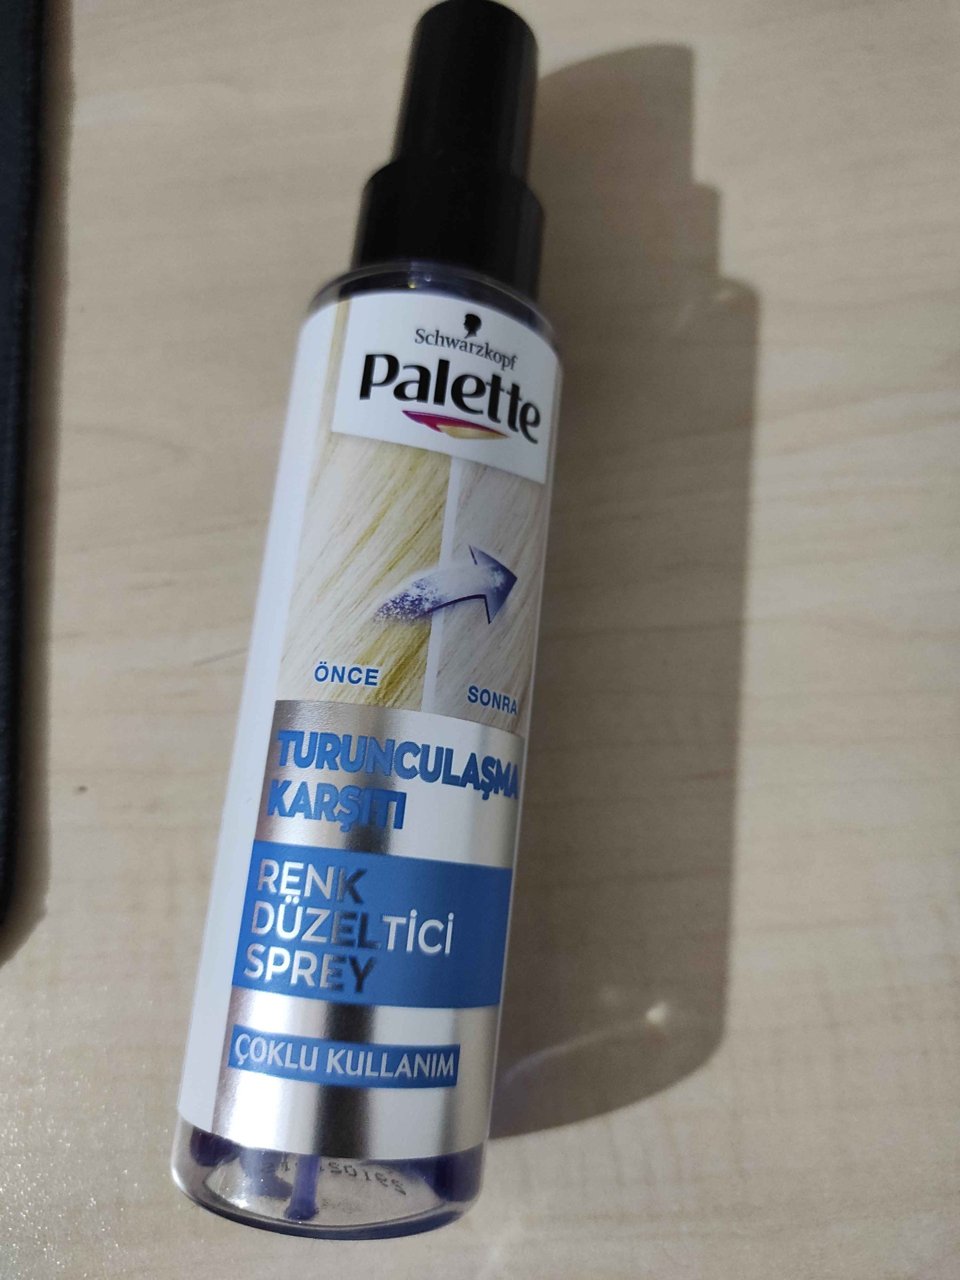 Schwarzkopf
Palette
ÖNCE
SONRA
TURUNCULAŞMA
KARŞITI
RENK
DÜZELTİCİ
SPREY
ÇOKLU KULLANIM